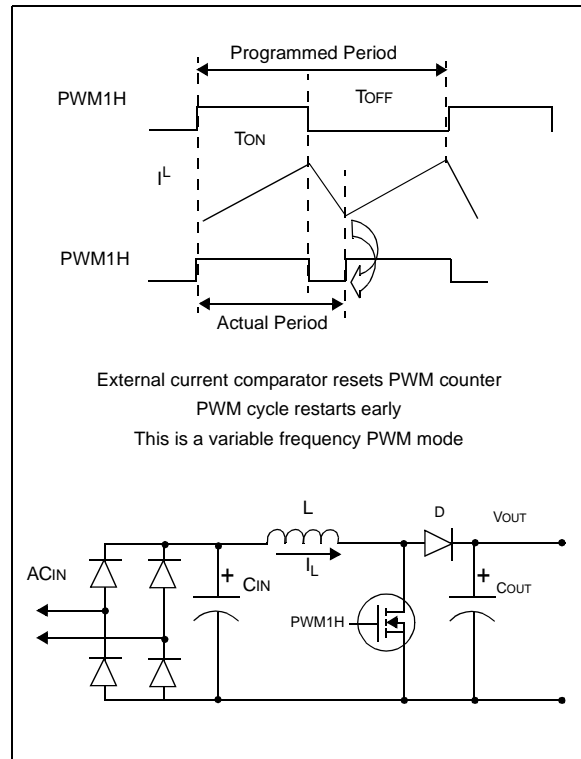 Programmed Period
PWM1H
TOFF
TON
IL
PWM1H
Actual Period
External current comparator resets PWM counter
PWM cycle restarts early
This is a variable frequency PWM mode
L
D
VOUT
ACIN
+
CIN
IL
+
COUT
PWM1H